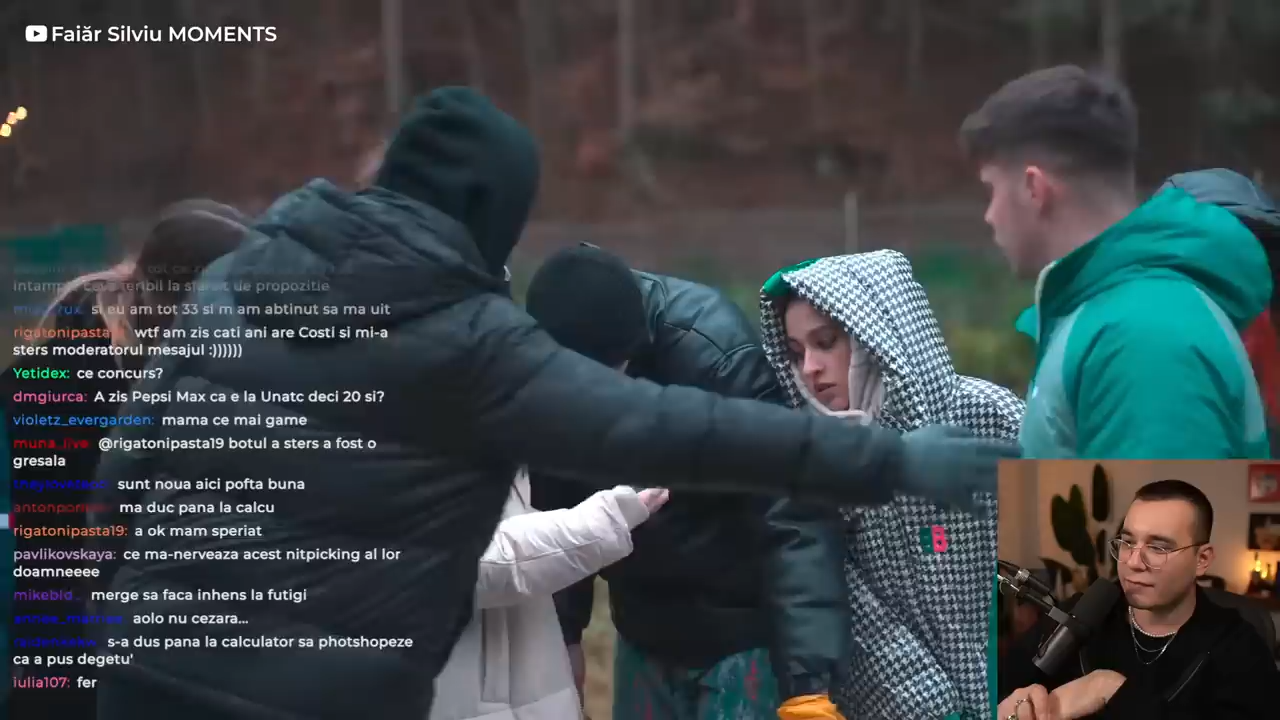 Faiăr Silviu MOMENTS
la sfarsit de propozitie
si eu am tot 33 si m am abtinut sa ma uit
rigatonipasta19: wtf am zis cati ani are Costi si mi-a
sters moderatorul mesajul :))))))
Yetidex: ce concurs?
dmgiurca: A zis Pepsi Max ca e la Unatc deci 20 si?
violetz_evergarden: mama ce mai game
muna_live: @rigatonipasta19 botul a sters a fost o
gresala
sunt noua aici pofta buna
ma duc pana la calcu
rigatonipasta19: a ok mam speriat
pavlikovskaya: ce ma-nerveaza acest nitpicking al lor
doamneeee
merge sa faca inhens la futigi
aolo nu cezara...
s-a dus pana la calculator sa photshopeze
ca a pus degetu'
iulia107: fer
B